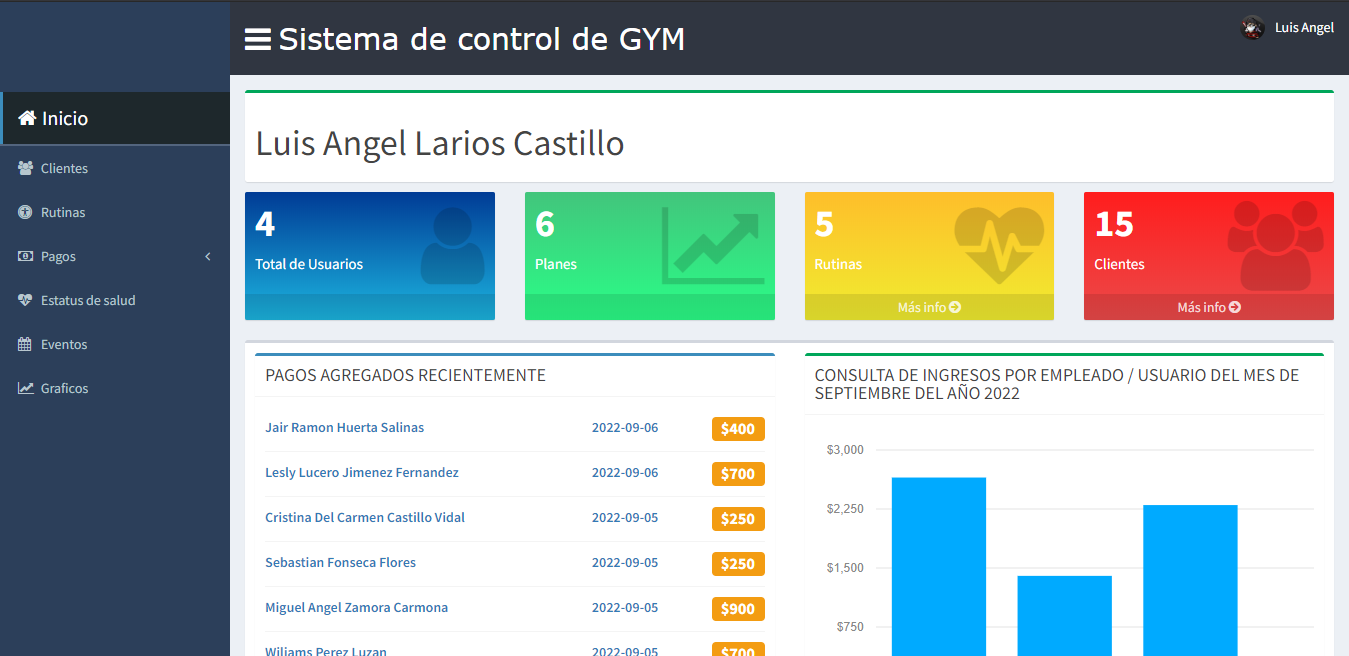 Sistema de control de GYM
Luis Angel
Inicio
Clientes
Rutinas
Pagos
Estatus de salud
Eventos
Graficos
Luis Angel Larios Castillo
4
Total de Usuarios
6
Planes
5
Rutinas
Más info
15
Clientes
Más info
PAGOS AGREGADOS RECIENTEMENTE
Jair Ramon Huerta Salinas 2022-09-06 $400
Lesly Lucero Jimenez Fernandez 2022-09-06 $700
Cristina Del Carmen Castillo Vidal 2022-09-05 $250
Sebastian Fonseca Flores 2022-09-05 $250
Miguel Angel Zamora Carmona 2022-09-05 $900
Wiliams Perez Luzan 2022-09-05 $700
CONSULTA DE INGRESOS POR EMPLEADO / USUARIO DEL MES DE
SEPTIEMBRE DEL AÑO 2022
$3,000
$2,250
$1,500
$750